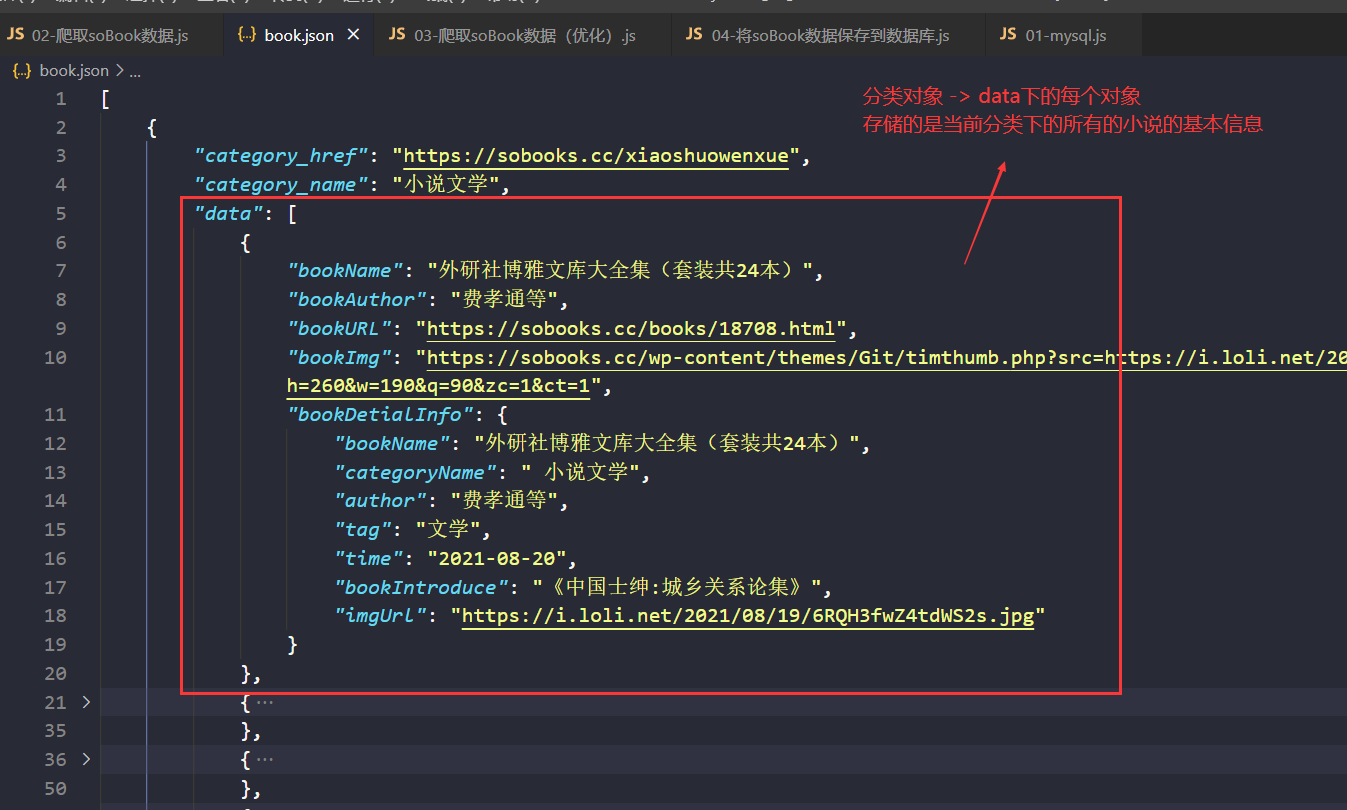 JS 02-爬取soBook数据.js {..} book.json × JS 03-爬取soBook数据（优化）.js JS 04-将soBook数据保存到数据库.js JS 01-mysql.js
{..} book.json > ...
分类对象 -> data下的每个对象
存储的是当前分类下的所有的小说的基本信息
1 [
2 {
3 "category_href": "https://sobooks.cc/xiaoshuowenxue",
4 "category_name": "小说文学",
5 "data": [
6 {
7 "bookName": "外研社博雅文库大全集（套装共24本）",
8 "bookAuthor": "费孝通等",
9 "bookURL": "https://sobooks.cc/books/18708.html",
10 "bookImg": "https://sobooks.cc/wp-content/themes/Git/timthumb.php?src=https://i.loli.net/20
h=260&w=190&q=90&zc=1&ct=1",
11 "bookDetialInfo": {
12 "bookName": "外研社博雅文库大全集（套装共24本）",
13 "categoryName": " 小说文学",
14 "author": "费孝通等",
15 "tag": "文学",
16 "time": "2021-08-20",
17 "bookIntroduce": "《中国士绅:城乡关系论集》",
18 "imgUrl": "https://i.loli.net/2021/08/19/6RQH3fwZ4tdWS2s.jpg"
19 }
20 },
21 > { ...
35 },
36 > { ...
50 },